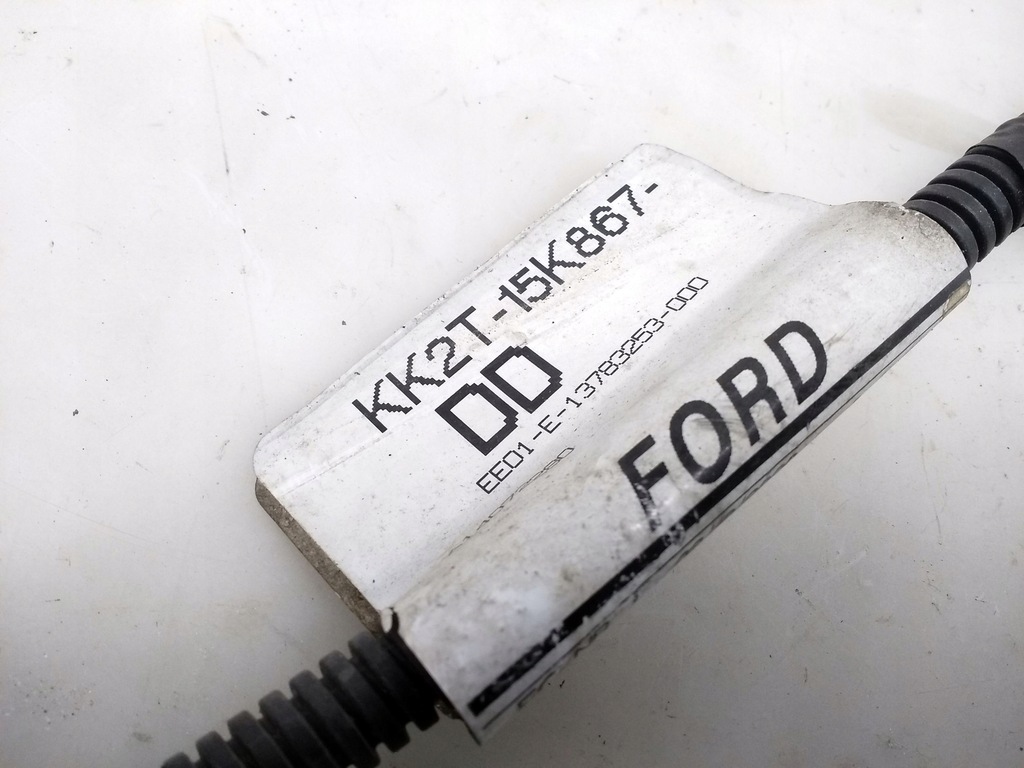 KK2T-15K867-
DD
EE01-E-13783253-000
FORD